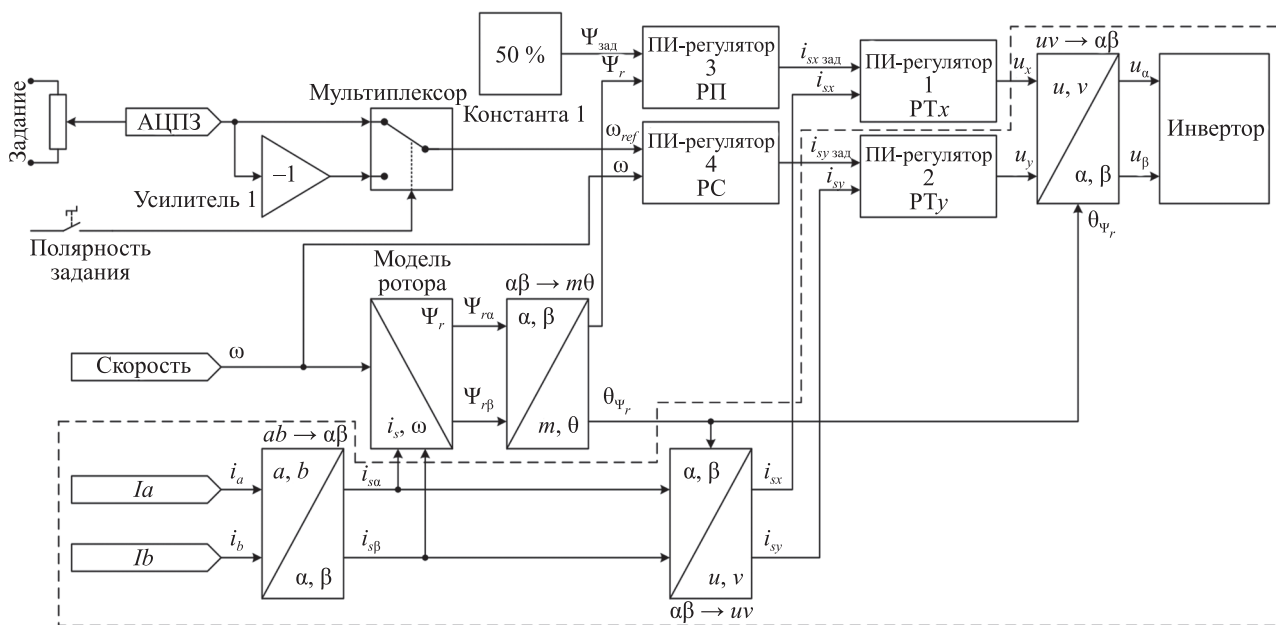 Задание
АЦПЗ
Усилитель 1
–1
Мультиплексор
Полярность
задания
50 %
Константа 1
Ψзад
Ψr
ωref
ω
ПИ-регулятор
3
РП
ПИ-регулятор
4
РС
isx зад
isx
isy зад
isy
ПИ-регулятор
1
РТx
ПИ-регулятор
2
РТy
ux
uy
uv → αβ
u, v
α, β
uα
uβ
Инвертор
θΨr
Скорость
ω
Модель
ротора
Ψr
is, ω
Ψrα
Ψrβ
αβ → mθ
α, β
m, θ
θΨr
Ia
Ib
ia
ib
ab → αβ
a, b
α, β
isα
isβ
α, β
u, v
αβ → uv
isx
isy